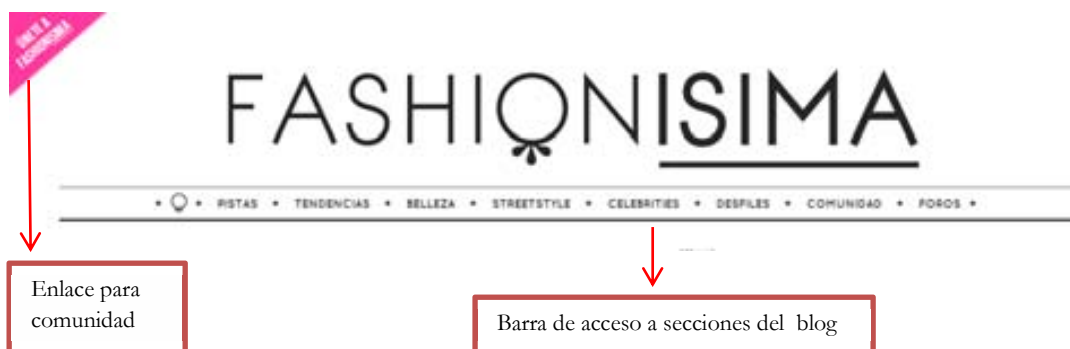 ÚNETE A
FASHIONISIMA
FASHIONISIMA
PISTAS • TENDENCIAS • BELLEZA • STREETSTYLE • CELEBRITIES • DESFILES • COMUNIDAD • FOROS
Enlace para
comunidad
Barra de acceso a secciones del blog